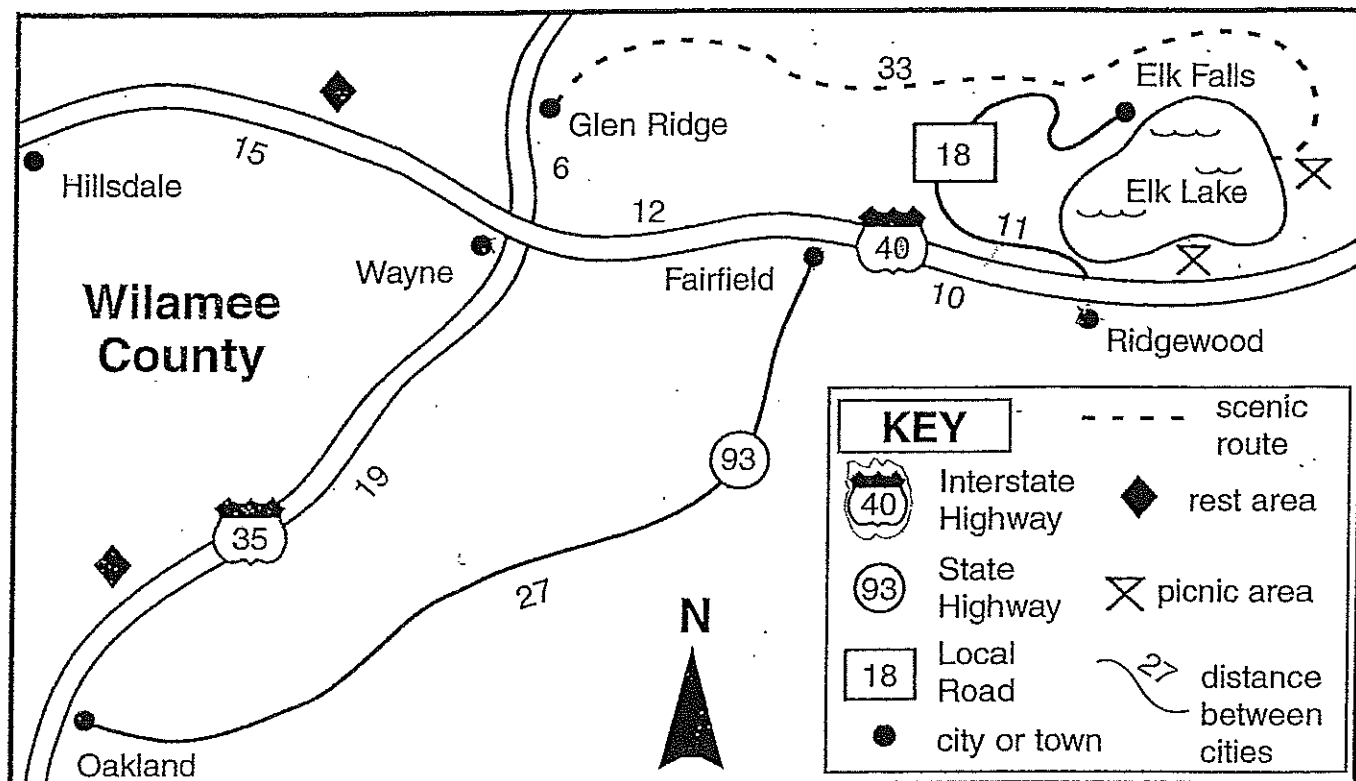 33
Elk Falls
Glen Ridge
15
6
18
Hillsdale
Elk Lake
12
11
40
Wayne
Fairfield
10
Wilamee
County
Ridgewood
KEY
scenic
route
93
19
40
Interstate
Highway
rest area
35
93
State
Highway
picnic area
27
N
18
Local
Road
27
distance
between
cities
city or town
Oakland